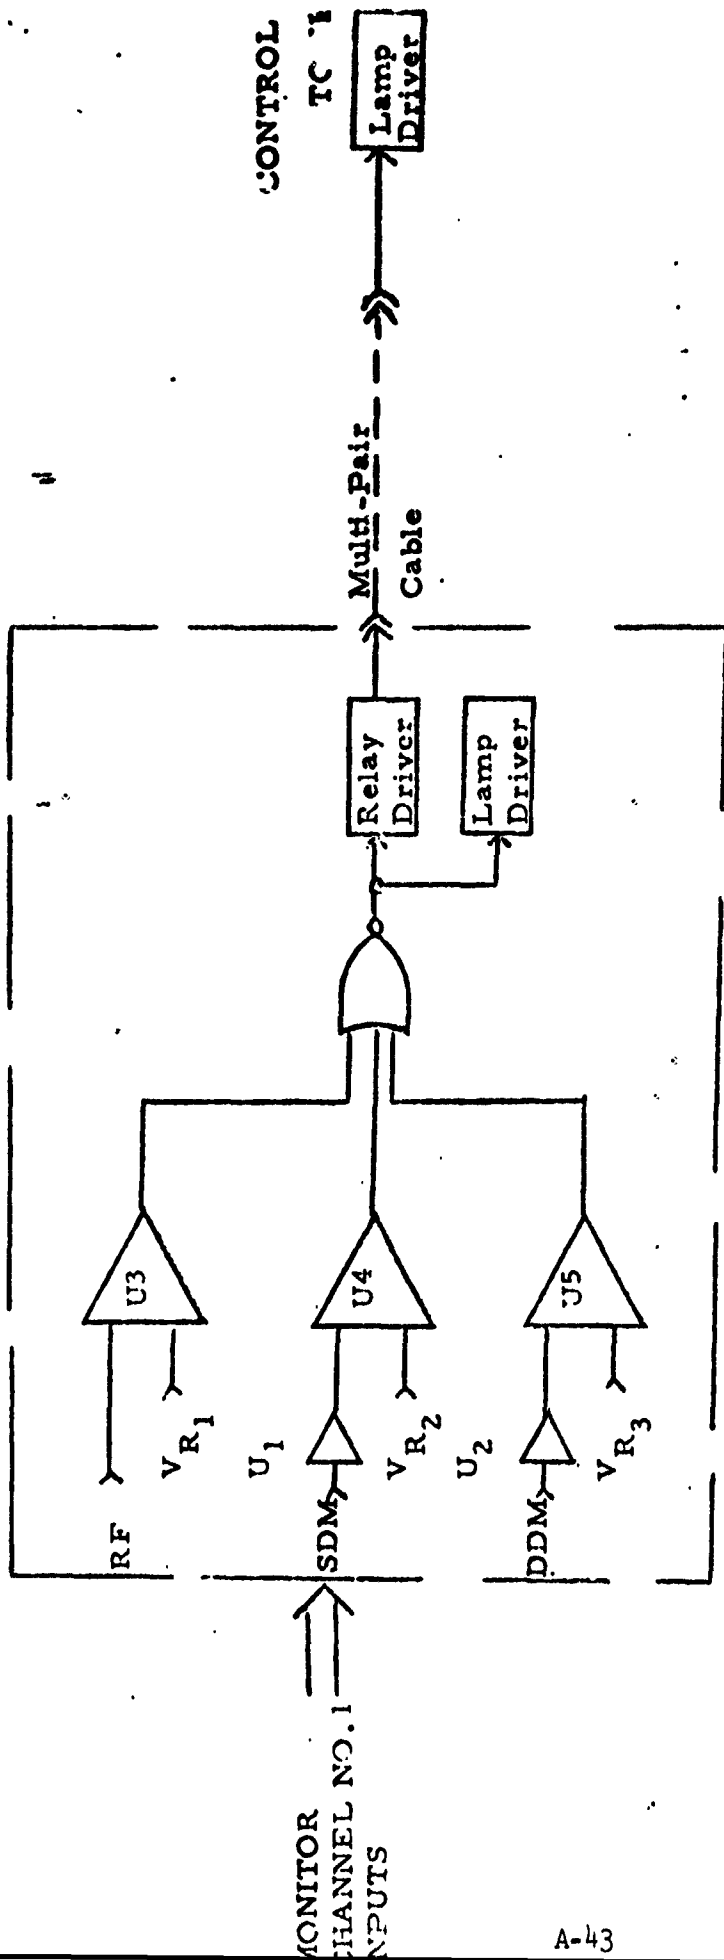 MONITOR
CHANNEL NO.1
INPUTS
RF
V R1
U3
SDM
U1
V R2
U4
DDM
U2
V R3
U5
Relay
Driver
Lamp
Driver
Multi-Pair
Cable
CONTROL
Lamp
Driver
A-43